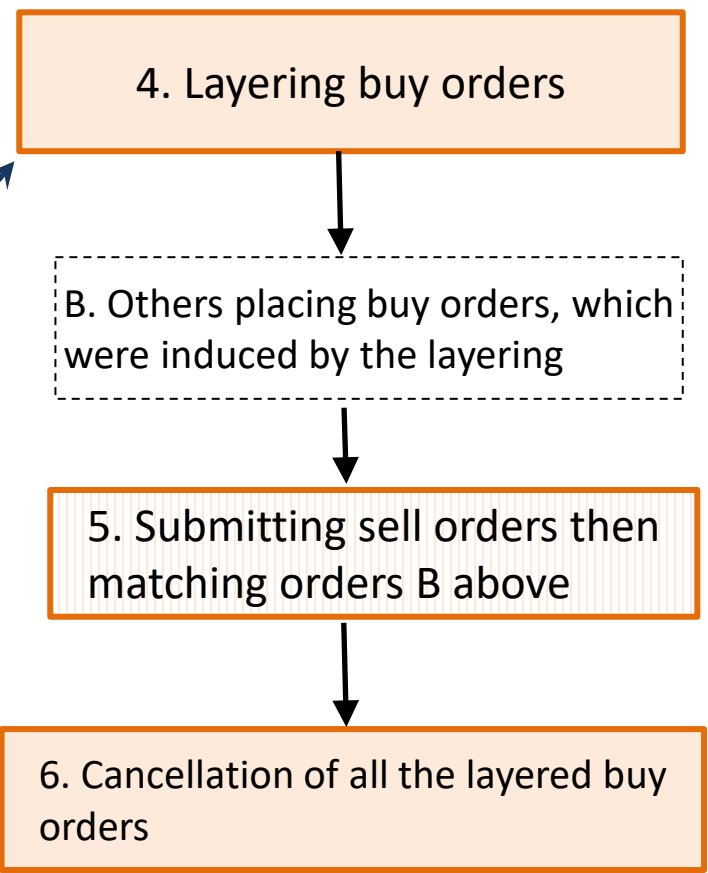 4. Layering buy orders
B. Others placing buy orders, which
were induced by the layering
5. Submitting sell orders then
matching orders B above
6. Cancellation of all the layered buy
orders